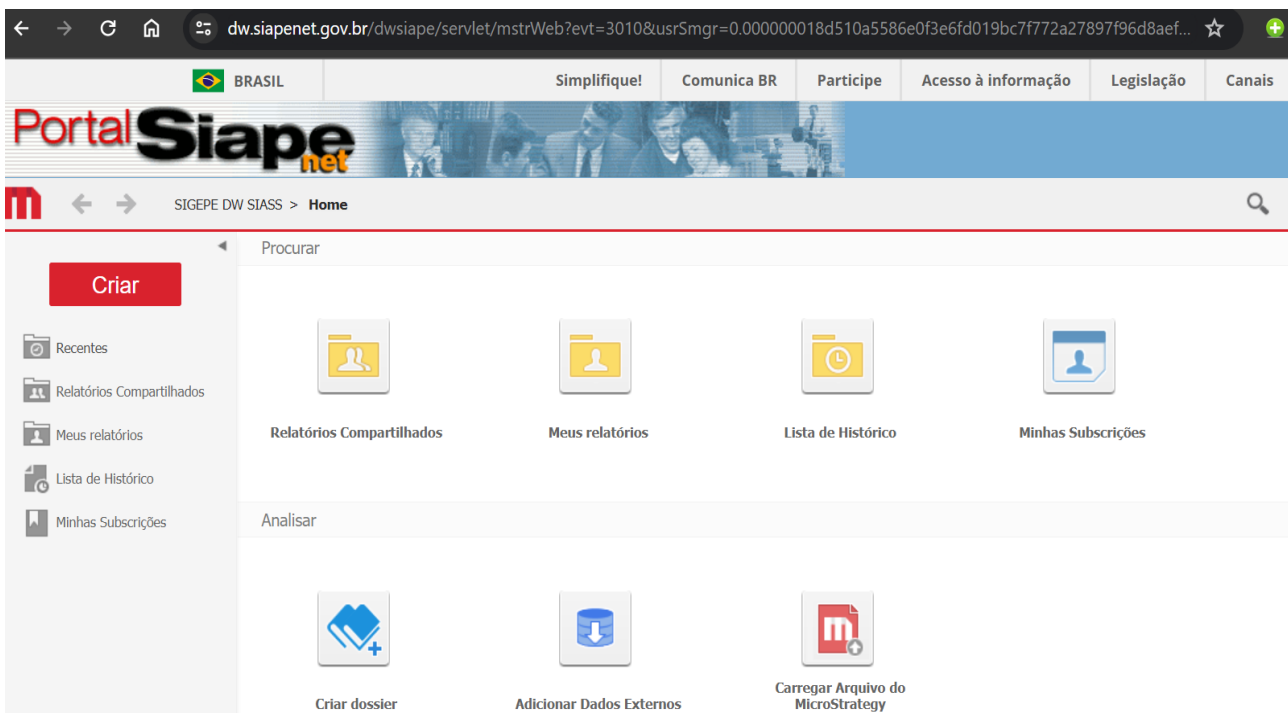 dw.siapenet.gov.br/dwsiape/servlet/mstrWeb?evt=3010&usrSmgr=0.000000018d510a5586e0f3e6fd019bc7f772a27897f96d8aef...
BRASIL Simplifique! Comunica BR Participe Acesso à informação Legislação Canais
Portal Siape net
SIGEPE DW SIASS > Home
Procurar
Criar
Recentes
Relatórios Compartilhados
Meus relatórios
Lista de Histórico
Minhas Subscrições
Relatórios Compartilhados Meus relatórios Lista de Histórico Minhas Subscrições
Analisar
Criar dossier Adicionar Dados Externos Carregar Arquivo do
MicroStrategy